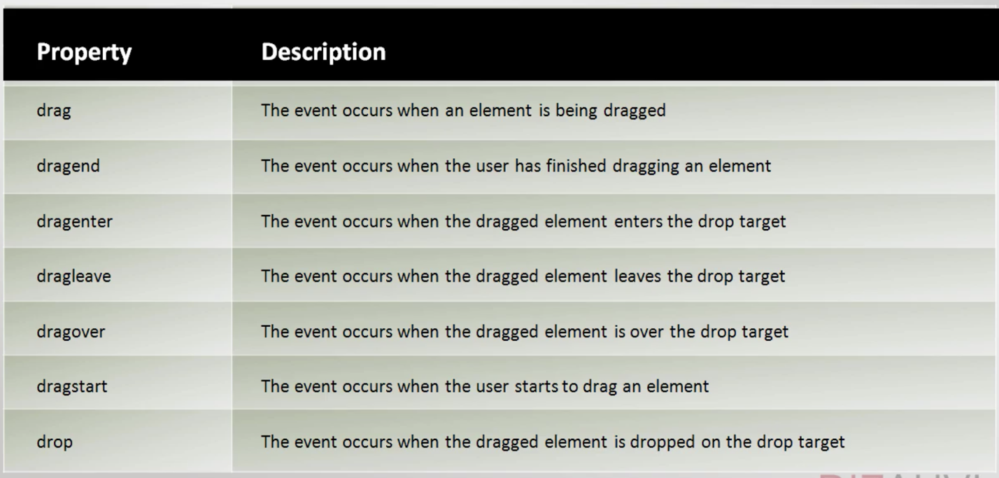 Property Description
drag The event occurs when an element is being dragged
dragend The event occurs when the user has finished dragging an element
dragenter The event occurs when the dragged element enters the drop target
dragleave The event occurs when the dragged element leaves the drop target
dragover The event occurs when the dragged element is over the drop target
dragstart The event occurs when the user starts to drag an element
drop The event occurs when the dragged element is dropped on the drop target